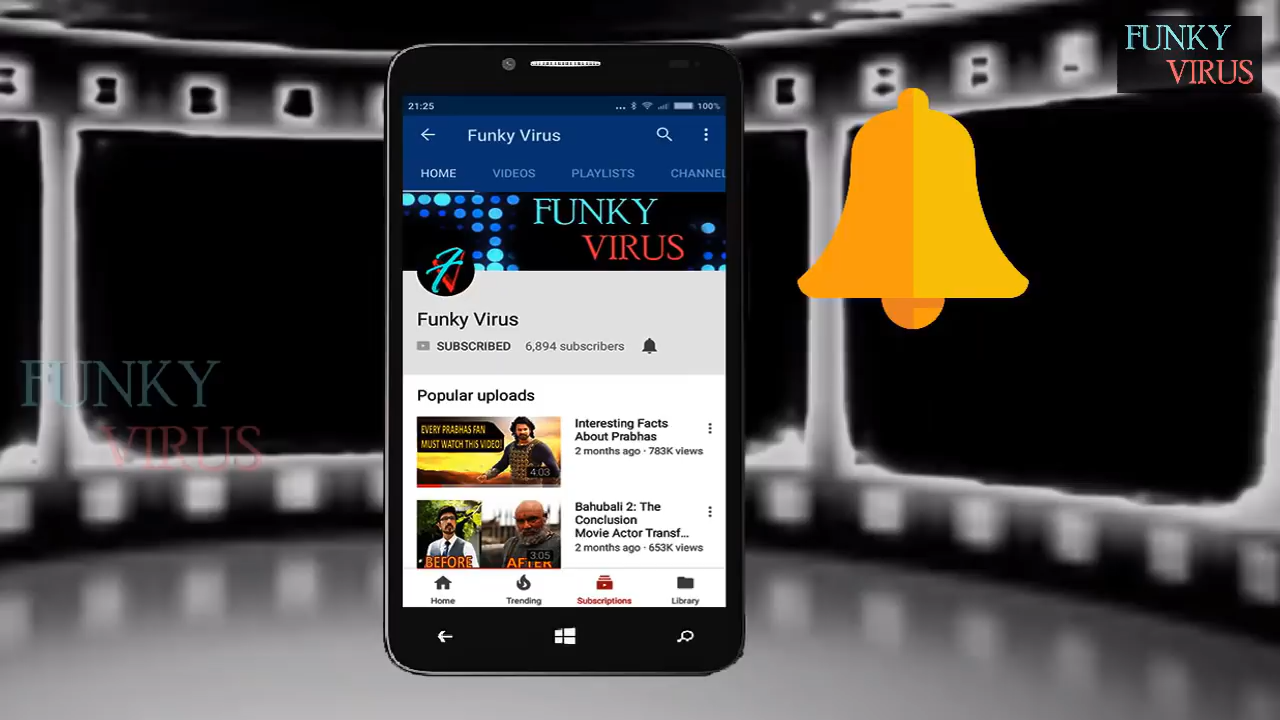 FUNKY
VIRUS
21:25
100%
Funky Virus
HOME VIDEOS PLAYLISTS CHANNEL
FUNKY
VIRUS
FV
Funky Virus
SUBSCRIBED 6,894 subscribers
Popular uploads
EVERY PRABHAS FAN
MUST WATCH THIS VIDEO!
4:03
Interesting Facts
About Prabhas
2 months ago · 783K views
BEFORE AFTER
3:05
Bahubali 2: The
Conclusion
Movie Actor Transf...
2 months ago · 653K views
Home Trending Subscriptions Library
FUNKY
VIRUS